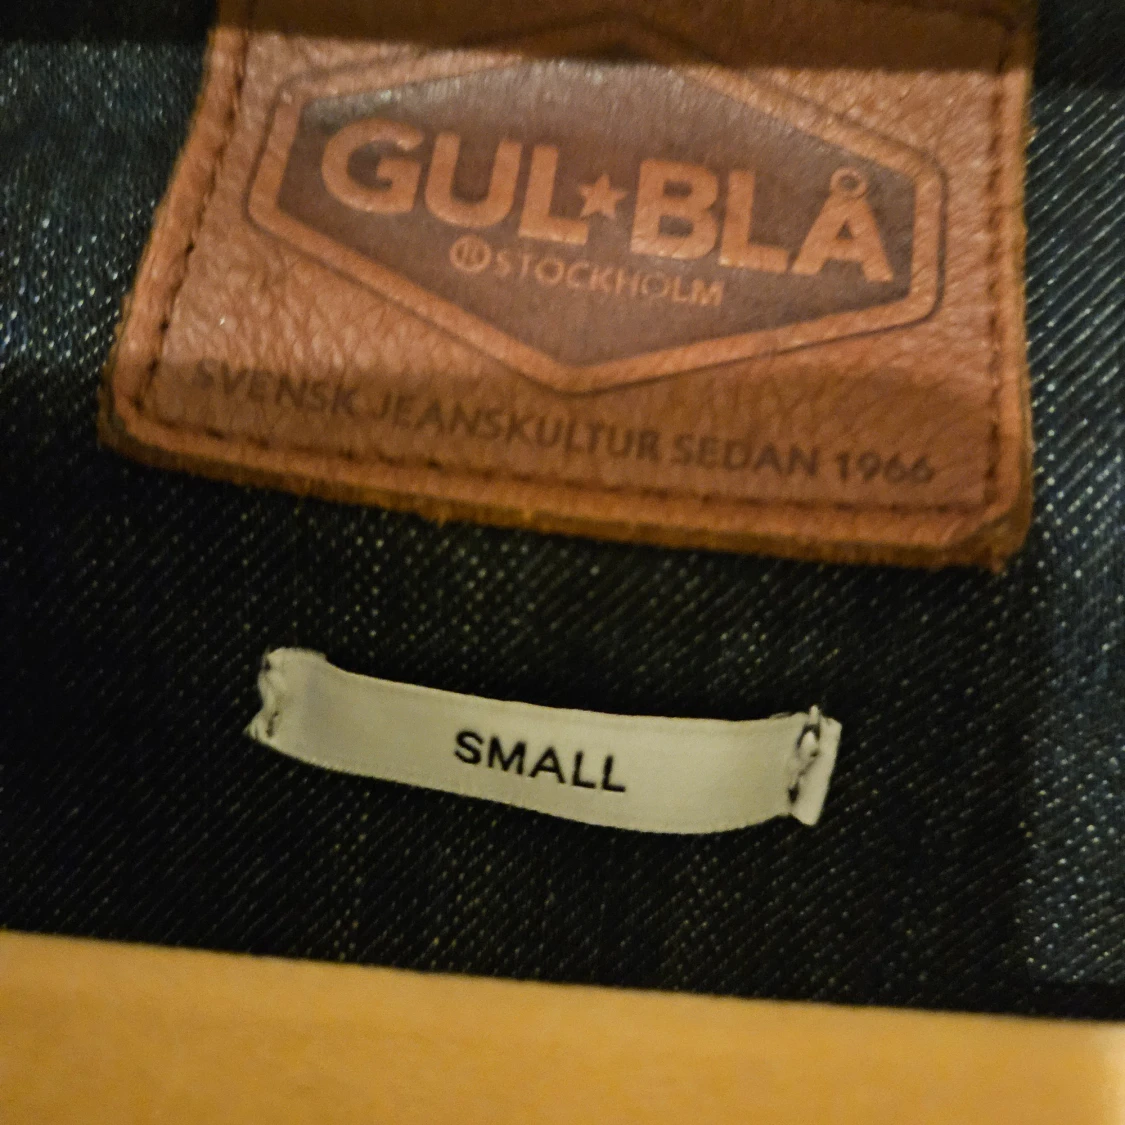 GUL★BLÅ
® STOCKHOLM
SVENSK JEANSKULTUR SEDAN 1966
SMALL